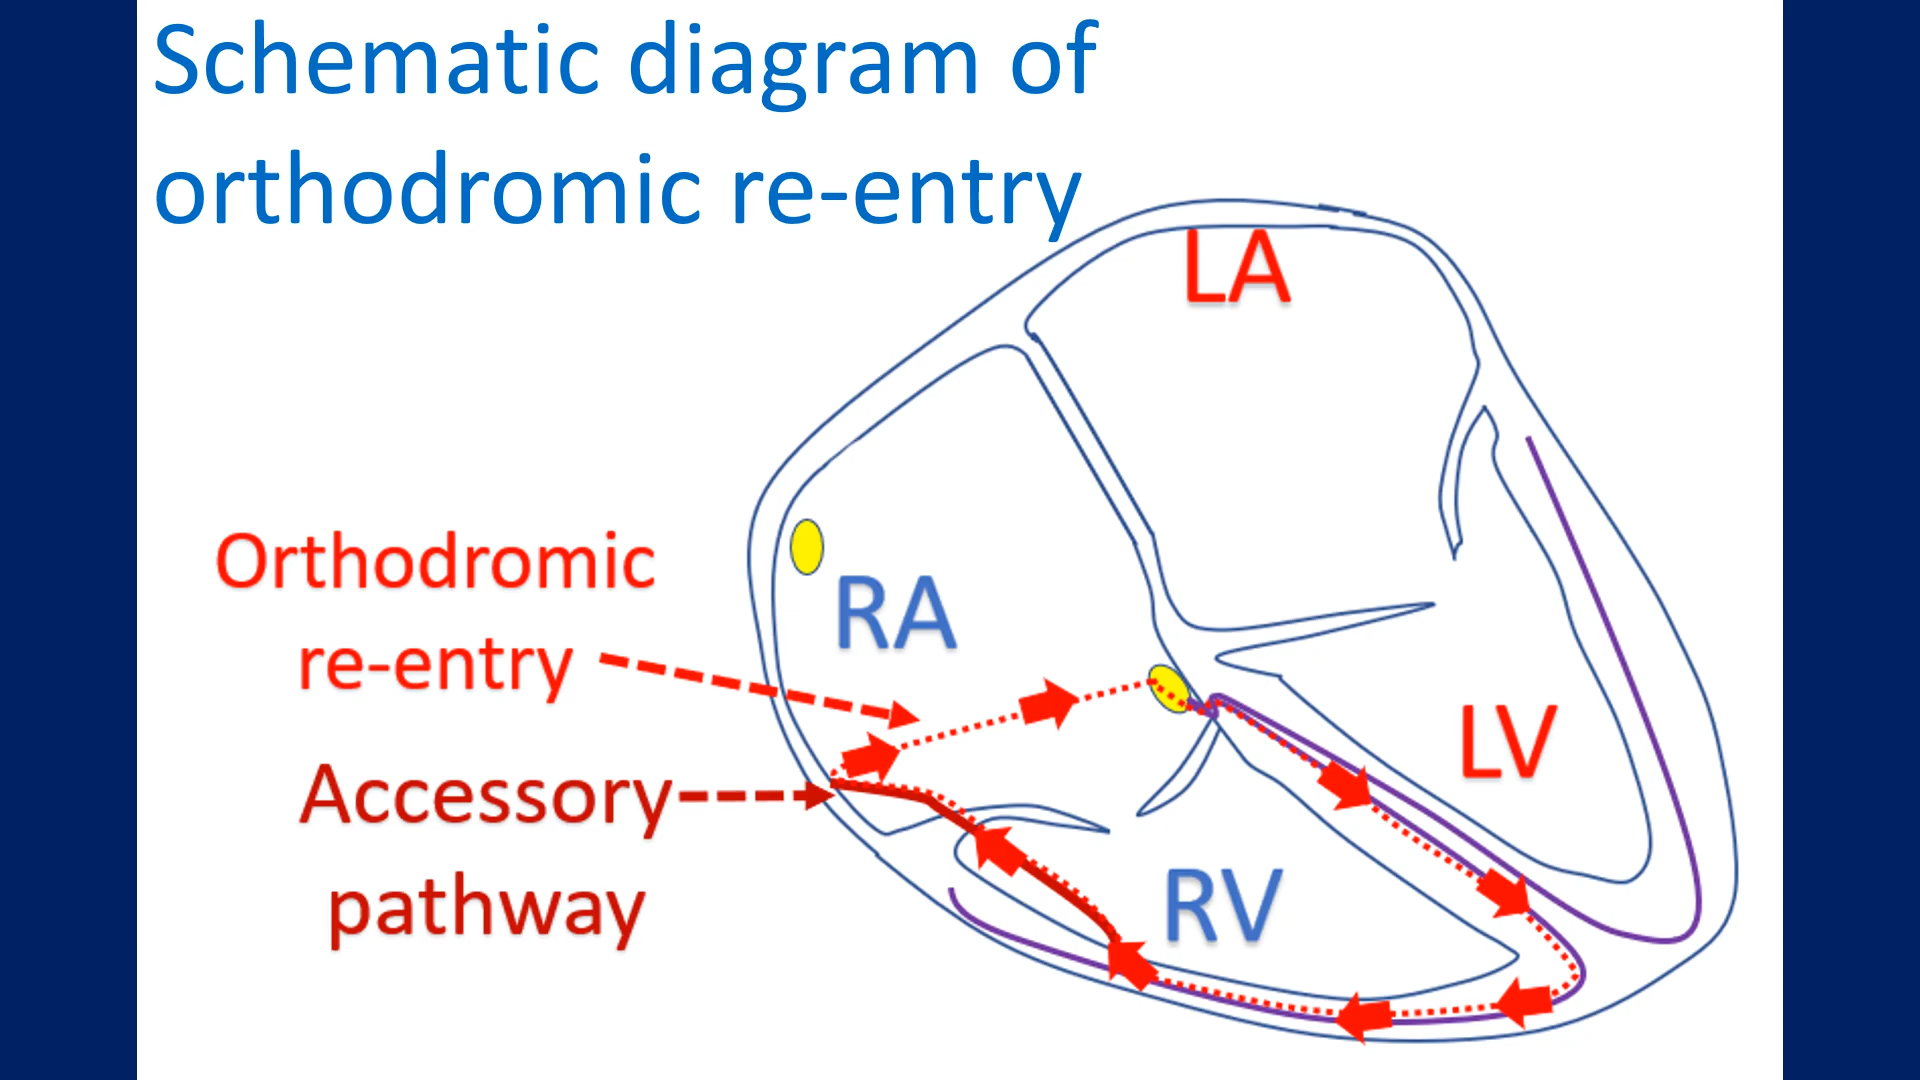 Schematic diagram of
orthodromic re-entry
LA
Orthodromic
re-entry
RA
Accessory
pathway
LV
RV